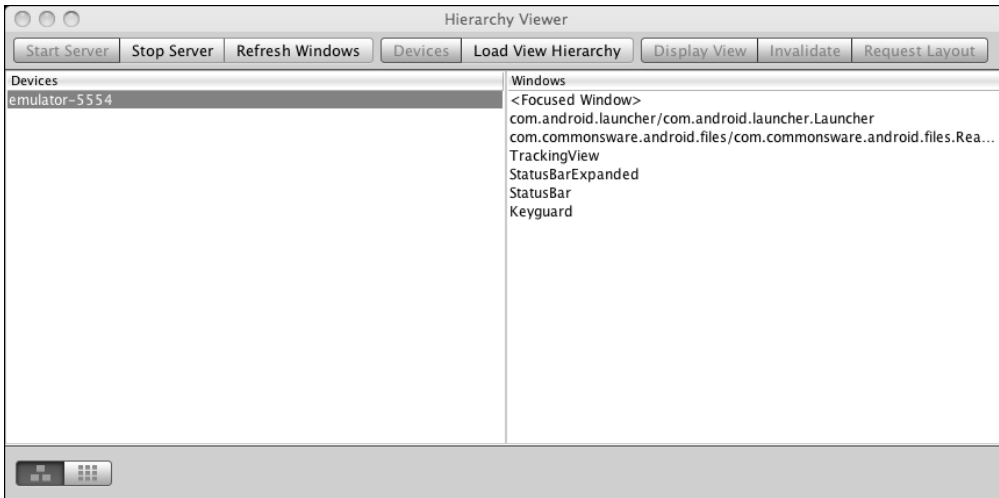 Hierarchy Viewer
Start Server Stop Server Refresh Windows Devices Load View Hierarchy Display View Invalidate Request Layout
Devices Windows
emulator-5554 <Focused Window>
com.android.launcher/com.android.launcher.Launcher
com.commonsware.android.files/com.commonsware.android.files.Rea...
TrackingView
StatusBarExpanded
StatusBar
Keyguard